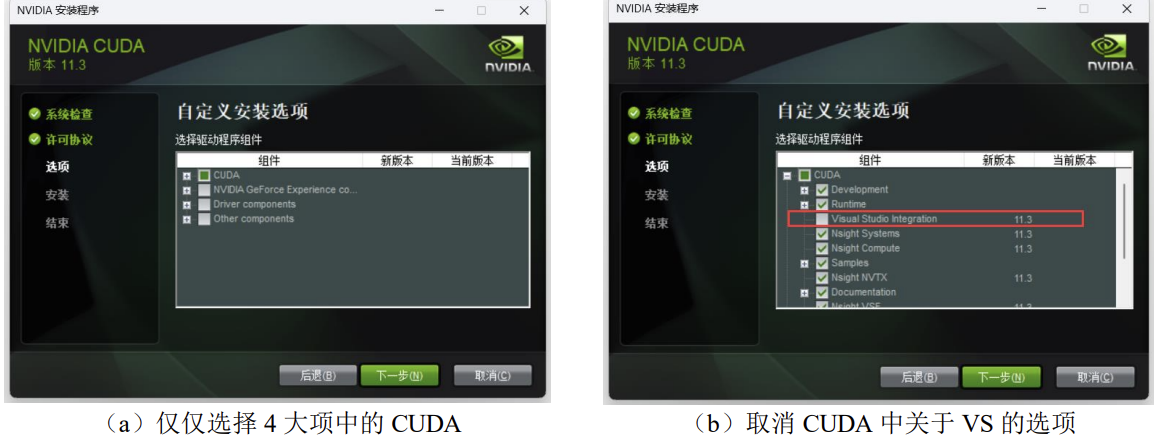 NVIDIA 安装程序
NVIDIA CUDA
版本 11.3
NVIDIA.
系统检查
许可协议
选项
安装
结束
自定义安装选项
选择驱动程序组件
组件 新版本 当前版本
CUDA
NVIDIA GeForce Experience co...
Driver components
Other components
后退(B) 下一步(N) 取消(C)
(a)仅仅选择 4 大项中的 CUDA
NVIDIA 安装程序
NVIDIA CUDA
版本 11.3
NVIDIA.
系统检查
许可协议
选项
安装
结束
自定义安装选项
选择驱动程序组件
组件 新版本 当前版本
CUDA
Development
Runtime
Visual Studio Integration 11.3
Nsight Systems 11.3
Nsight Compute 11.3
Samples
Nsight NVTX 11.3
Documentation
Nsight VSE 11.3
后退(B) 下一步(N) 取消(C)
(b)取消 CUDA 中关于 VS 的选项